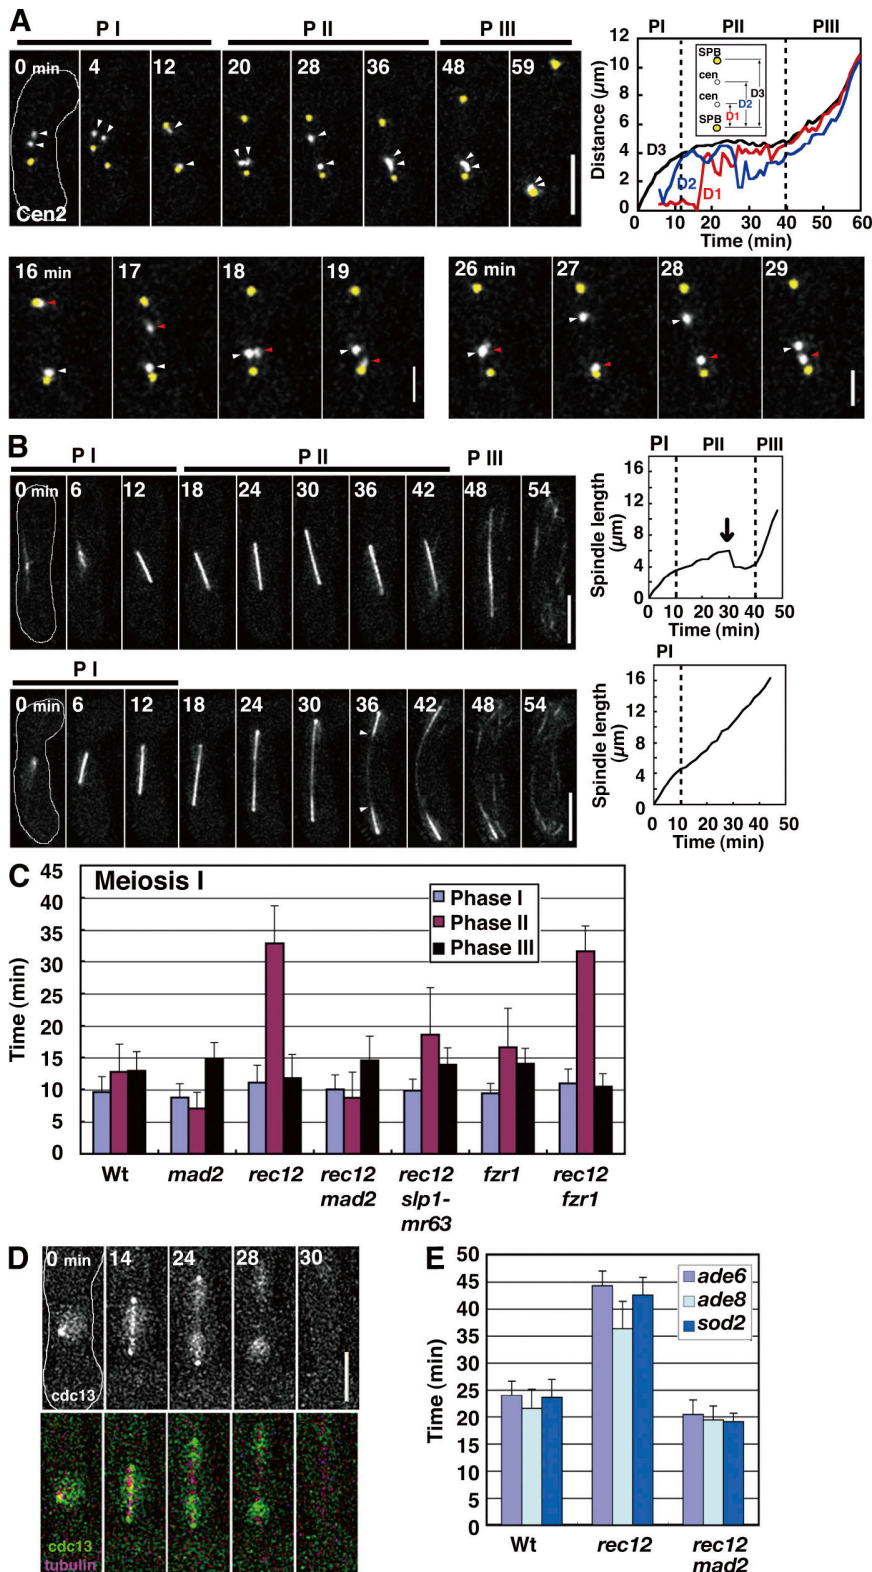 A
P I
P II
P III
0 min
4
12
20
28
36
48
59
Cen2
PI
PII
PIII
12
10
8
6
4
2
0
Distance (µm)
SPB
cen
cen
SPB
D1
D2
D3
D3
D2
D1
0 10 20 30 40 50 60
Time (min)
16 min
17
18
19
26 min
27
28
29
B
P I
P II
P III
0 min
6
12
18
24
30
36
42
48
54
PI
PII
PIII
16
12
8
4
0
Spindle length
(µm)
0 10 20 30 40 50
Time (min)
P I
0 min
6
12
18
24
30
36
42
48
54
PI
16
12
8
4
0
Spindle length
(µm)
0 10 20 30 40 50
Time (min)
C
Meiosis I
Phase I
Phase II
Phase III
45
40
35
30
25
20
15
10
5
0
Time (min)
Wt
mad2
rec12
rec12
mad2
rec12
slp1-
mr63
fzr1
rec12
fzr1
D
0 min
14
24
28
30
cdc13
cdc13
tubulin
E
50
45
40
35
30
25
20
15
10
5
0
Time (min)
ade6
ade8
sod2
Wt
rec12
rec12
mad2